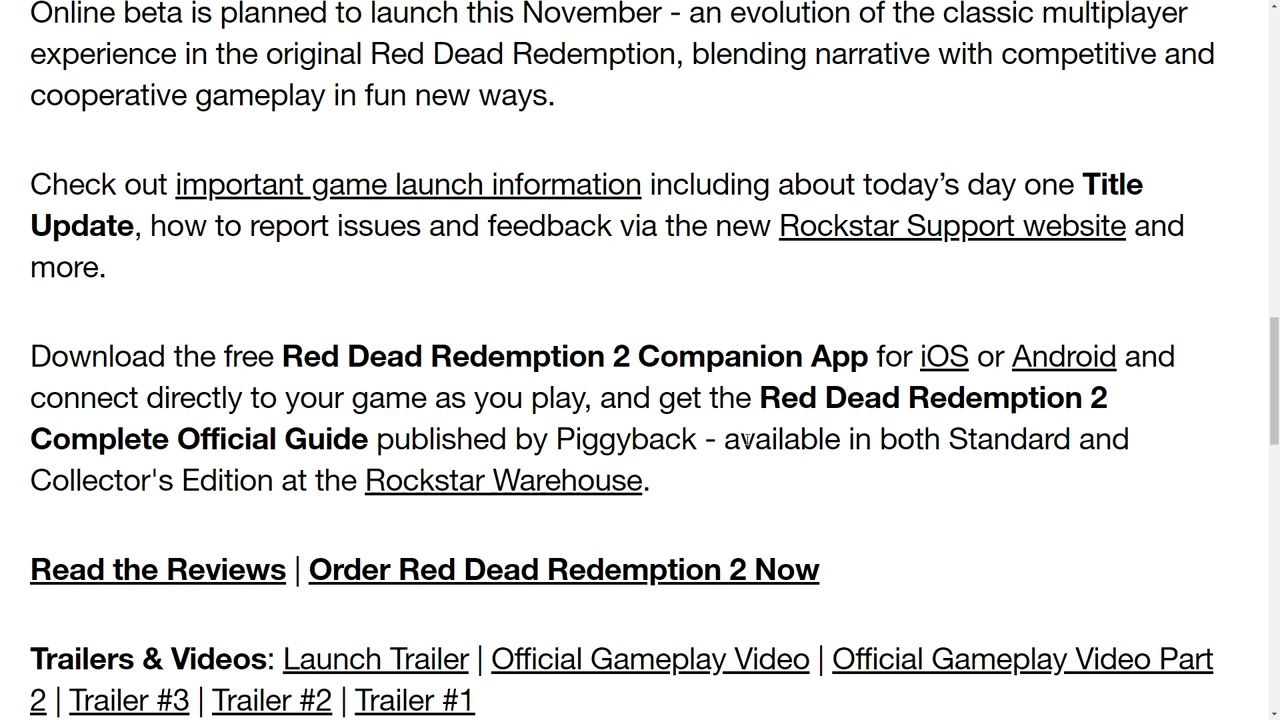 Online beta is planned to launch this November - an evolution of the classic multiplayer
experience in the original Red Dead Redemption, blending narrative with competitive and
cooperative gameplay in fun new ways.
Check out important game launch information including about today’s day one Title
Update, how to report issues and feedback via the new Rockstar Support website and
more.
Download the free Red Dead Redemption 2 Companion App for iOS or Android and
connect directly to your game as you play, and get the Red Dead Redemption 2
Complete Official Guide published by Piggyback - available in both Standard and
Collector's Edition at the Rockstar Warehouse.
Read the Reviews | Order Red Dead Redemption 2 Now
Trailers & Videos: Launch Trailer | Official Gameplay Video | Official Gameplay Video Part
2 | Trailer #3 | Trailer #2 | Trailer #1